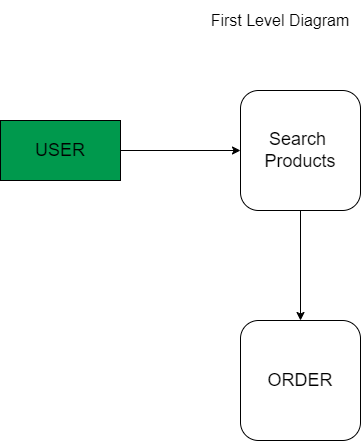 First Level Diagram
USER
Search
Products
ORDER